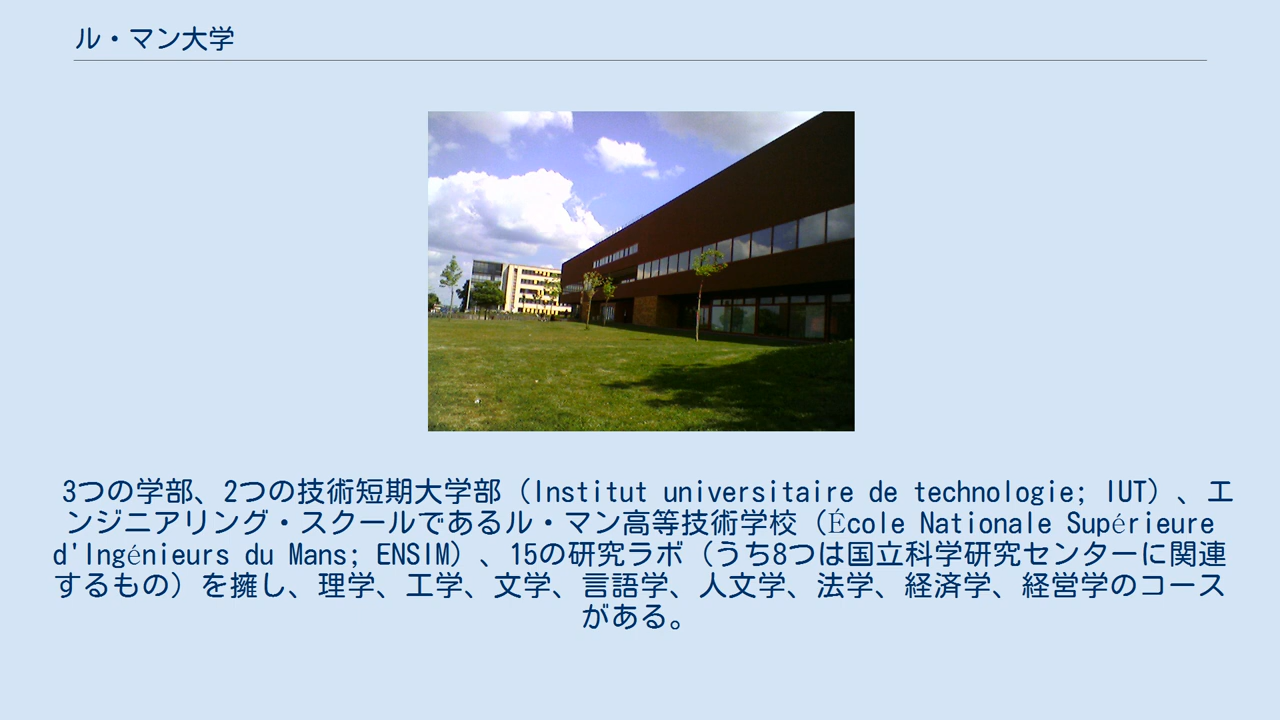 ル・マン大学
3つの学部、2つの技術短期大学部（Institut universitaire de technologie; IUT）、エ
ンジニアリング・スクールであるル・マン高等技術学校（École Nationale Supérieure
d'Ingénieurs du Mans; ENSIM）、15の研究ラボ（うち8つは国立科学研究センターに関連
するもの）を擁し、理学、工学、文学、言語学、人文学、法学、経済学、経営学のコース
がある。